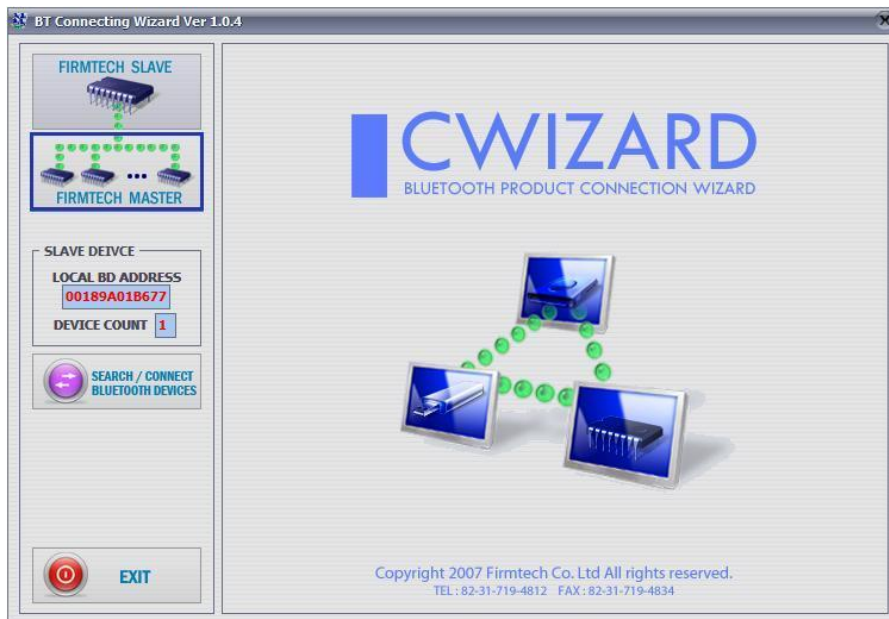 BT Connecting Wizard Ver 1.0.4
FIRMTECH SLAVE
FIRMTECH MASTER
SLAVE DEIVCE
LOCAL BD ADDRESS
00189A01B677
DEVICE COUNT 1
SEARCH / CONNECT
BLUETOOTH DEVICES
EXIT
CWIZARD
BLUETOOTH PRODUCT CONNECTION WIZARD
Copyright 2007 Firmtech Co. Ltd All rights reserved.
TEL : 82-31-719-4812 FAX : 82-31-719-4834